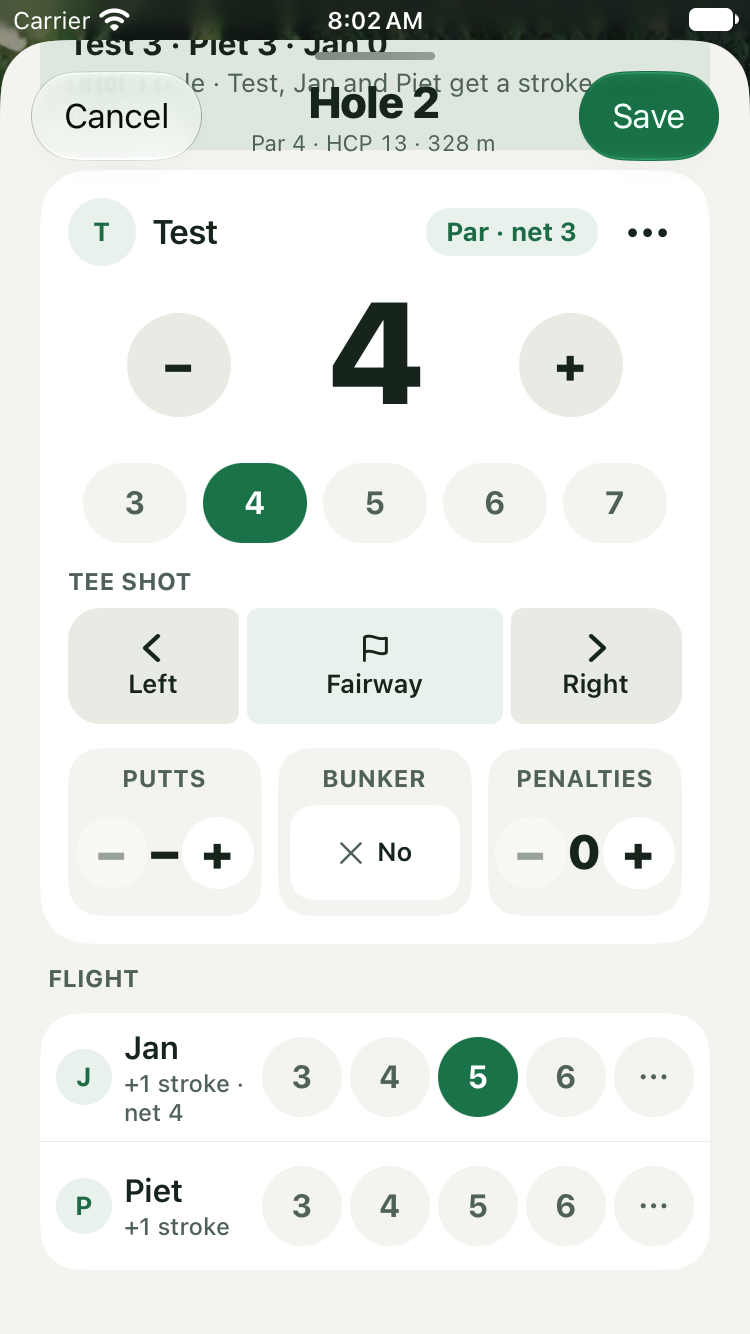 Carrier 8:02 AM
Test 3 · Piet 3 · Jan 0
le · Test, Jan and Piet get a stroke
Cancel
Hole 2
Save
Par 4 · HCP 13 · 328 m
T Test Par · net 3 •••
− 4 +
3 4 5 6 7
TEE SHOT
Left Fairway Right
PUTTS BUNKER PENALTIES
− – + No − 0 +
FLIGHT
J Jan
+1 stroke ·
net 4
3 4 5 6 ···
P Piet
+1 stroke
3 4 5 6 ···